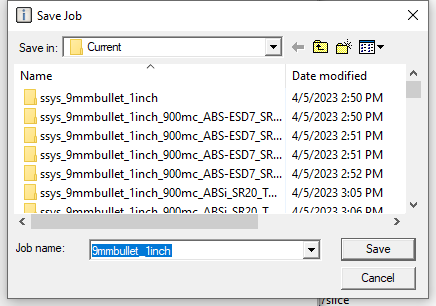 Save Job
Save in: Current
Name Date modified
ssys_9mmbullet_1inch 4/5/2023 2:50 PM
ssys_9mmbullet_1inch_900mc_ABS-ESD7_SR... 4/5/2023 2:50 PM
ssys_9mmbullet_1inch_900mc_ABS-ESD7_SR... 4/5/2023 2:51 PM
ssys_9mmbullet_1inch_900mc_ABS-ESD7_SR... 4/5/2023 2:51 PM
ssys_9mmbullet_1inch_900mc_ABS-ESD7_SR... 4/5/2023 2:52 PM
ssys_9mmbullet_1inch_900mc_ABSi_SR20_T... 4/5/2023 3:05 PM
ssys_9mmbullet_1inch_900mc_ABSi_SR20_T... 4/5/2023 3:06 PM
Job name: 9mmbullet_1inch Save
Cancel
/slice